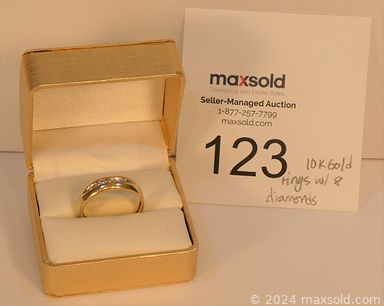 maxsold
Downsizing and Estate Sales
Seller-Managed Auction
1-877-257-7799
maxsold.com
123
10K Gold
rings w/ 8
diamonds
© 2024 maxsold.com